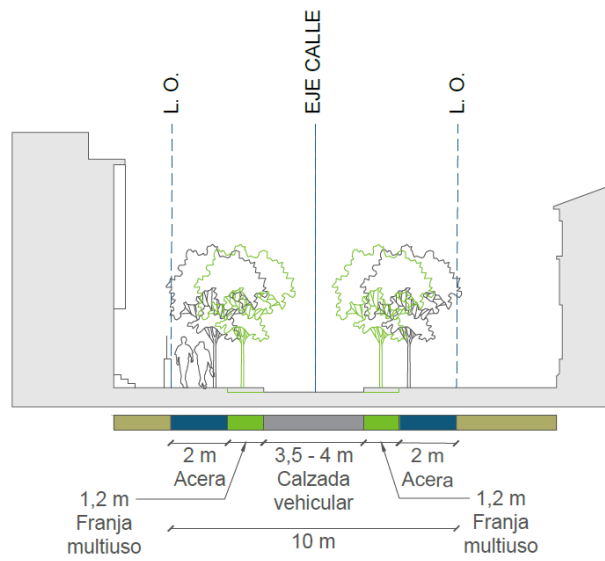 L. O.
EJE CALLE
L. O.
2 m
Acera
3,5 - 4 m
Calzada
vehicular
2 m
Acera
1,2 m
Franja
multiuso
1,2 m
Franja
multiuso
10 m